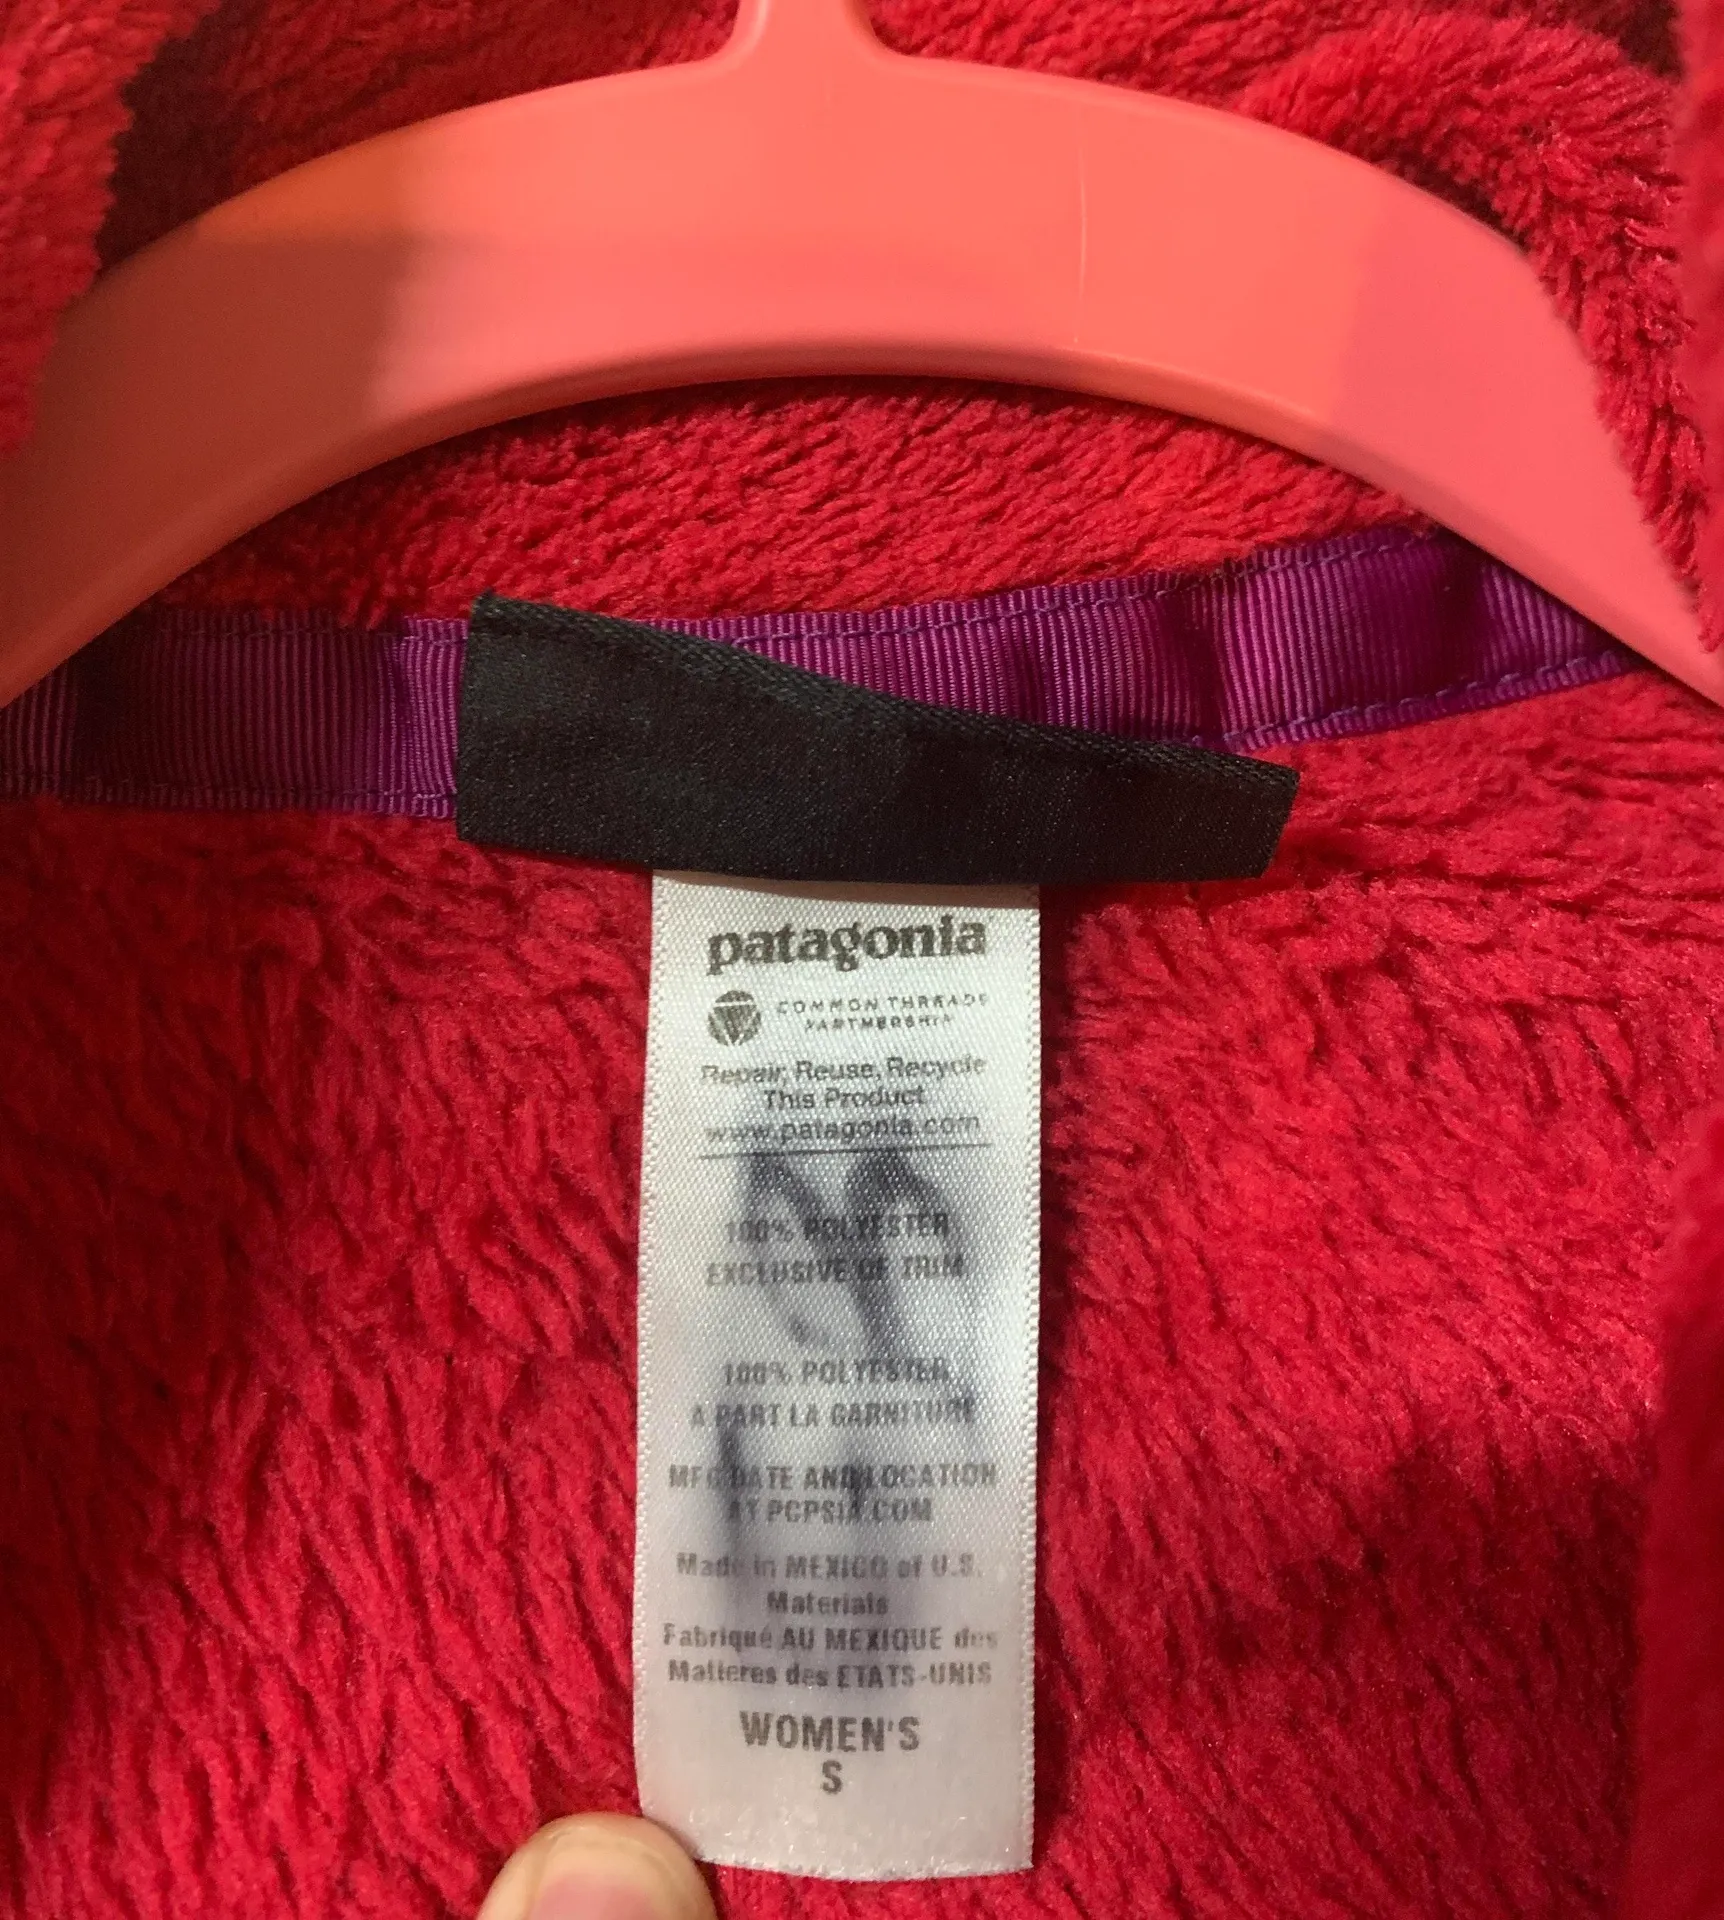 patagonia
COMMON THREADS
PARTNERSHIP
Repair, Reuse, Recycle
This Product
www.patagonia.com
100% POLYESTER
EXCLUSIVE OF TRIM
100% POLYESTER
A PART LA GARNITURE
MFG DATE AND LOCATION
AT PCPSIA.COM
Made in MEXICO of U.S.
Materials
Fabriqué AU MEXIQUE des
Matieres des ETATS-UNIS
WOMEN'S
S